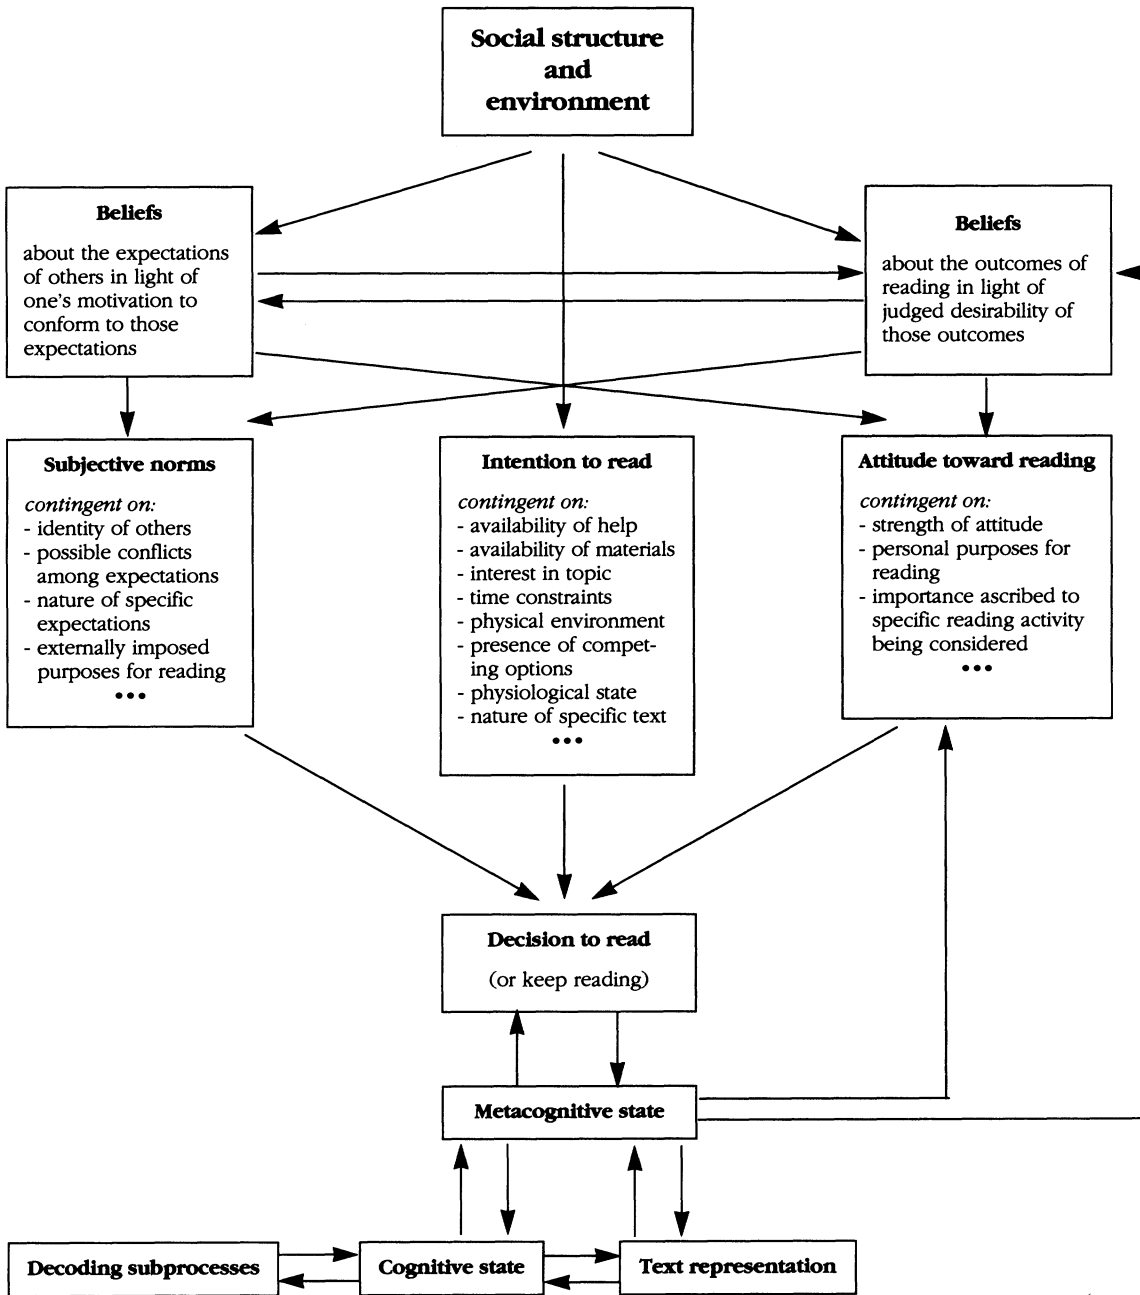 Social structure
and
environment
Beliefs
about the expectations
of others in light of
one's motivation to
conform to those
expectations
Beliefs
about the outcomes of
reading in light of
judged desirability of
those outcomes
Subjective norms
contingent on:
- identity of others
- possible conflicts
among expectations
- nature of specific
expectations
- externally imposed
purposes for reading
•••
Intention to read
contingent on:
- availability of help
- availability of materials
- interest in topic
- time constraints
- physical environment
- presence of compet-
ing options
- physiological state
- nature of specific text
•••
Attitude toward reading
contingent on:
- strength of attitude
- personal purposes for
reading
- importance ascribed to
specific reading activity
being considered
•••
Decision to read
(or keep reading)
Metacognitive state
Decoding subprocesses
Cognitive state
Text representation